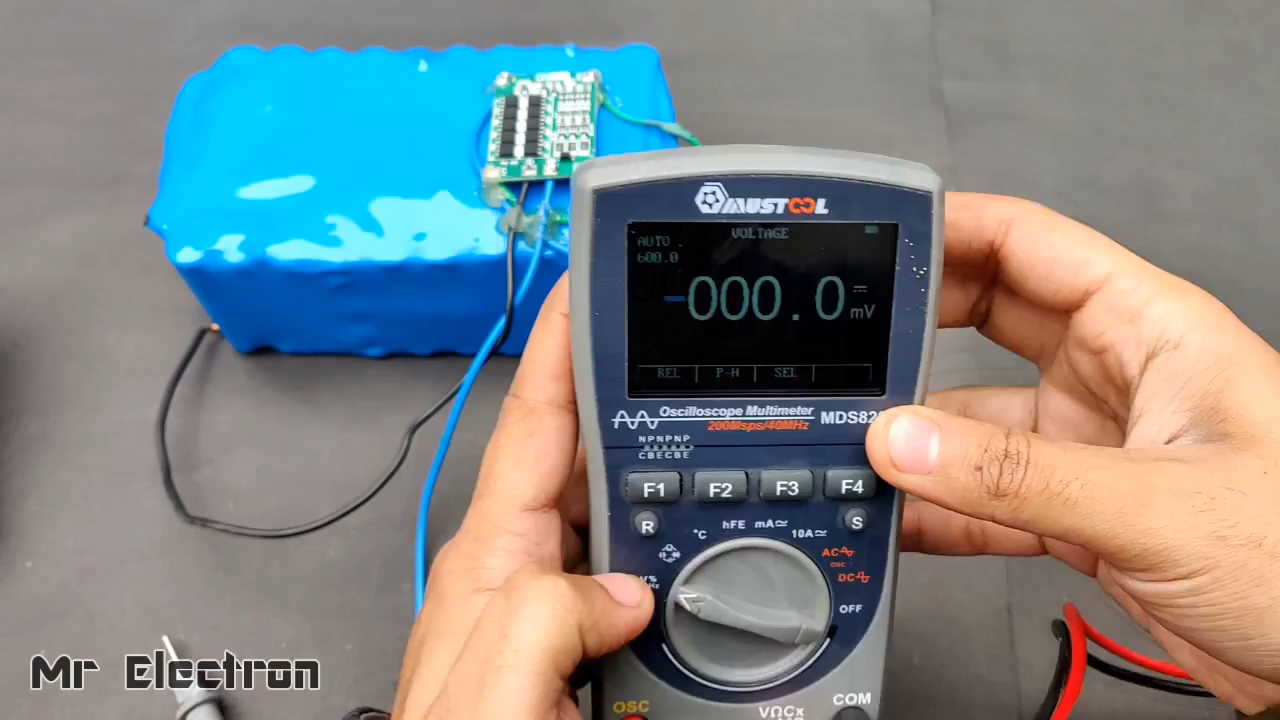 MUSTOOL
VOLTAGE
AUTO
600.0
-000.0 mV
REL P-H SEL
Oscilloscope Multimeter
200Msps/40MHz
NPNPNP
CBECBE
F1 F2 F3 F4
R S
°C hFE mA≂ 10A≂
AC
OSC
DC
OFF
OSC
VΩCx
COM
Mr Electron